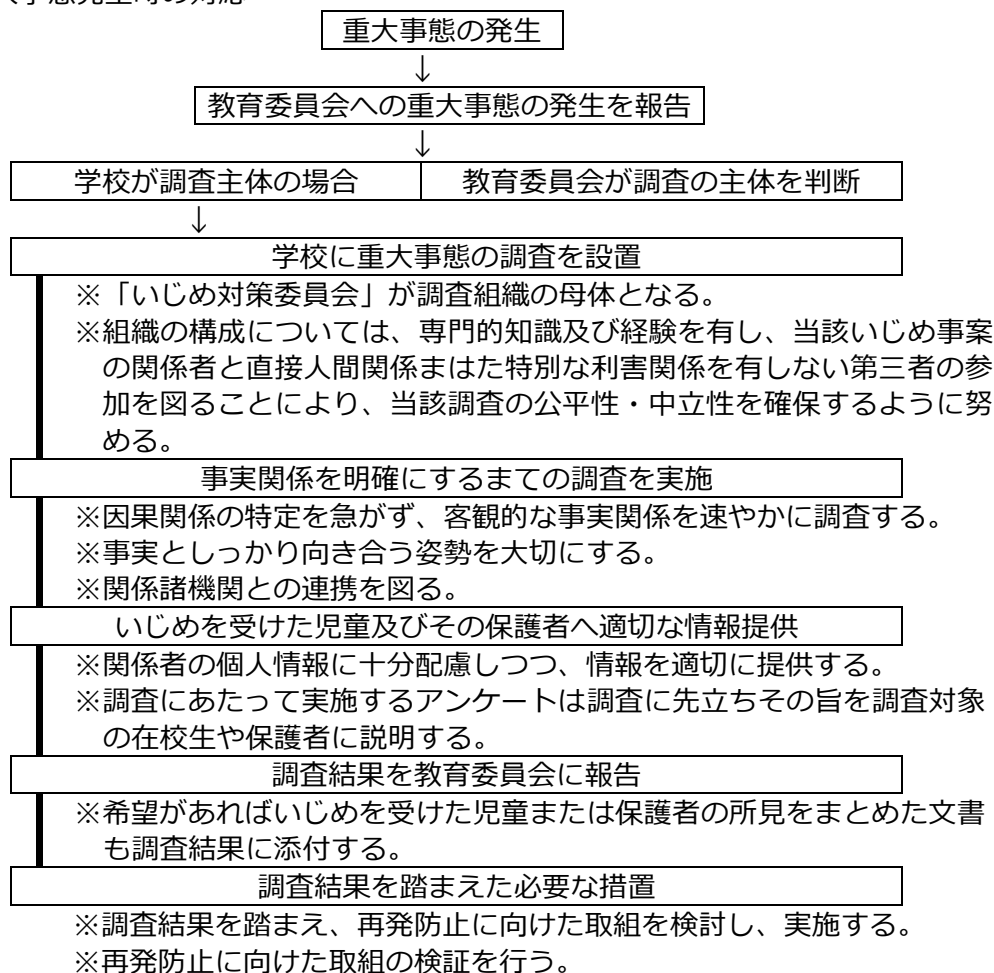 重大事態の発生
↓
教育委員会への重大事態の発生を報告
↓
学校が調査主体の場合 教育委員会が調査の主体を判断
↓
学校に重大事態の調査を設置
※「いじめ対策委員会」が調査組織の母体となる。
※組織の構成については、専門的知識及び経験を有し、当該いじめ事案
の関係者と直接人間関係まはた特別な利害関係を有しない第三者の参
加を図ることにより、当該調査の公平性・中立性を確保するように努
める。
事実関係を明確にするまての調査を実施
※因果関係の特定を急がず、客観的な事実関係を速やかに調査する。
※事実としっかり向き合う姿勢を大切にする。
※関係諸機関との連携を図る。
いじめを受けた児童及びその保護者へ適切な情報提供
※関係者の個人情報に十分配慮しつつ、情報を適切に提供する。
※調査にあたって実施するアンケートは調査に先立ちその旨を調査対象
の在校生や保護者に説明する。
調査結果を教育委員会に報告
※希望があればいじめを受けた児童または保護者の所見をまとめた文書
も調査結果に添付する。
調査結果を踏まえた必要な措置
※調査結果を踏まえ、再発防止に向けた取組を検討し、実施する。
※再発防止に向けた取組の検証を行う。